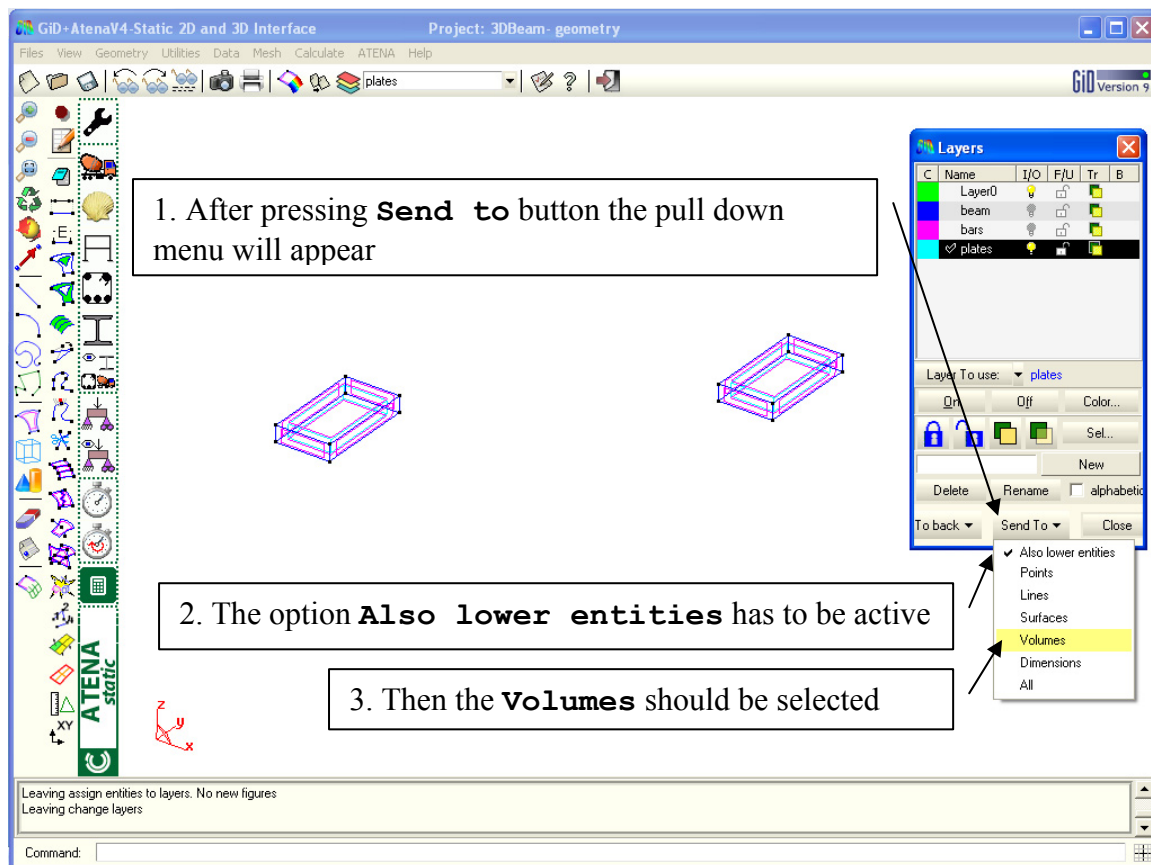 GiD+AtenaV4-Static 2D and 3D Interface Project: 3DBeam- geometry
Files View Geometry Utilities Data Mesh Calculate ATENA Help
plates
GiD Version 9
Layers
C Name I/O F/U Tr B
Layer0
beam
bars
plates
1. After pressing Send to button the pull down
menu will appear
Layer To use: plates
On Off Color...
Sel...
New
Delete Rename alphabetic
To back Send To Close
Also lower entities
Points
Lines
Surfaces
Volumes
Dimensions
All
2. The option Also lower entities has to be active
3. Then the Volumes should be selected
:E:
XY
ATENA
static
z
y
x
Leaving assign entities to layers. No new figures
Leaving change layers
Command: